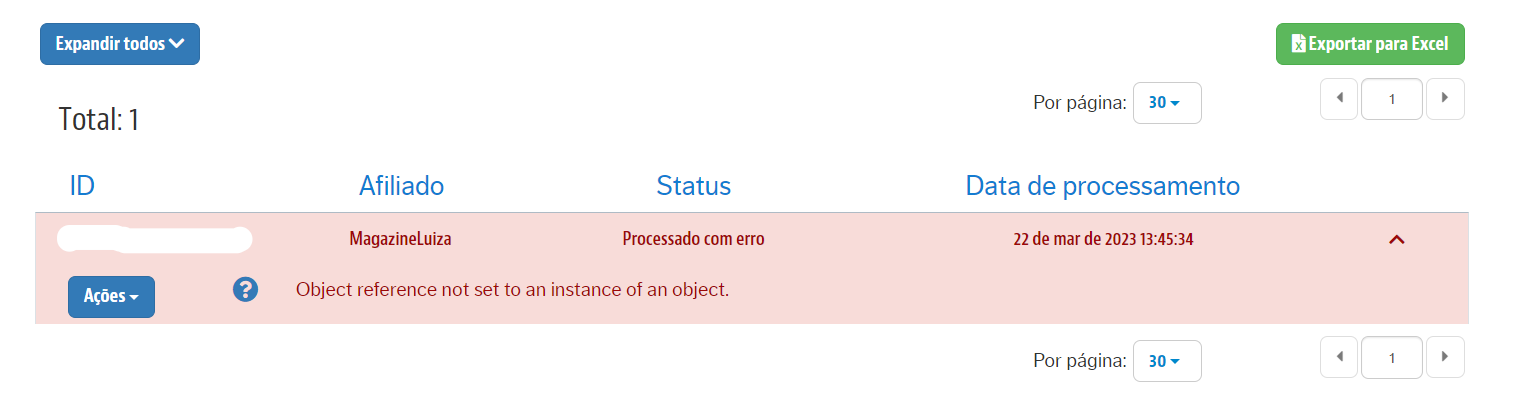 Expandir todos
Exportar para Excel
Por página: 30
1
Total: 1
ID Afiliado Status Data de processamento
MagazineLuiza Processado com erro 22 de mar de 2023 13:45:34
Ações ? Object reference not set to an instance of an object.
Por página: 30
1